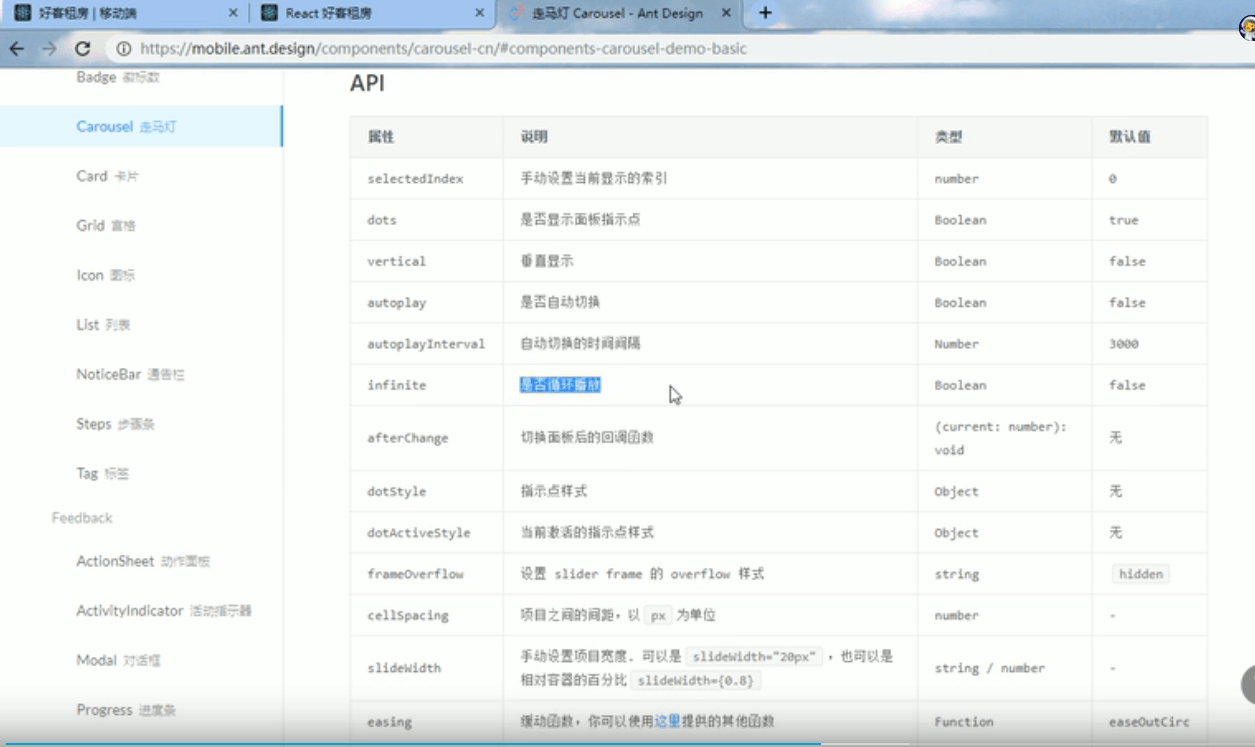 好客租房 | 移动端
React 好客租房
走马灯 Carousel - Ant Design
https://mobile.ant.design/components/carousel-cn/#components-carousel-demo-basic
Badge 徽标数
Carousel 走马灯
Card 卡片
Grid 宫格
Icon 图标
List 列表
NoticeBar 通告栏
Steps 步骤条
Tag 标签
Feedback
ActionSheet 动作面板
ActivityIndicator 活动指示器
Modal 对话框
Progress 进度条
API
属性 说明 类型 默认值
selectedIndex 手动设置当前显示的索引 number 0
dots 是否显示面板指示点 Boolean true
vertical 垂直显示 Boolean false
autoplay 是否自动切换 Boolean false
autoplayInterval 自动切换的时间间隔 Number 3000
infinite 是否循环播放 Boolean false
afterChange 切换面板后的回调函数 (current: number): void 无
dotStyle 指示点样式 Object 无
dotActiveStyle 当前激活的指示点样式 Object 无
frameOverflow 设置 slider frame 的 overflow 样式 string hidden
cellSpacing 项目之间的间距，以 px 为单位 number -
slideWidth 手动设置项目宽度. 可以是 slideWidth="20px" ，也可以是 string / number -
相对容器的百分比 slideWidth={0.8}
easing 缓动函数，你可以使用这里提供的其他函数 Function easeOutCirc